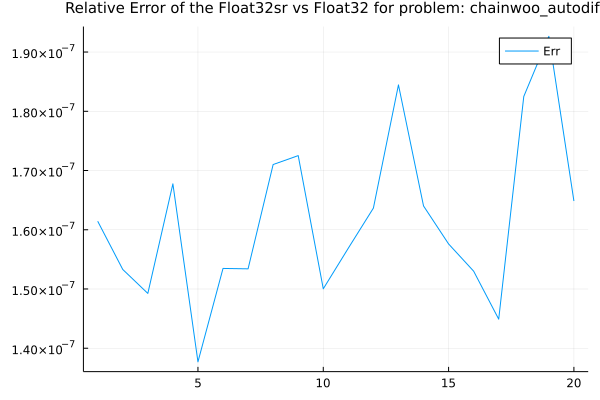 Relative Error of the Float32sr vs Float32 for problem: chainwoo_autodif
Err
1.90×10⁻⁷
1.80×10⁻⁷
1.70×10⁻⁷
1.60×10⁻⁷
1.50×10⁻⁷
1.40×10⁻⁷
5 10 15 20